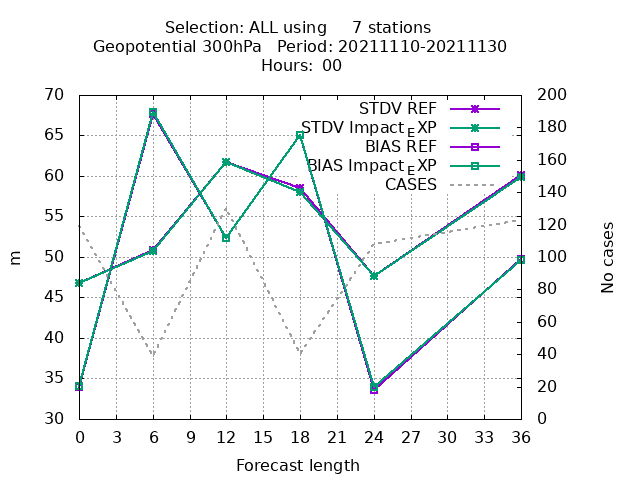 Selection: ALL using     7 stations
Geopotential 300hPa   Period: 20211110-20211130
Hours: 00
STDV REF
STDV Impact_EXP
BIAS REF
BIAS Impact_EXP
CASES
70
65
60
55
50
45
40
35
30
m
200
180
160
140
120
100
80
60
40
20
0
No cases
0 3 6 9 12 15 18 21 24 27 30 33 36
Forecast length